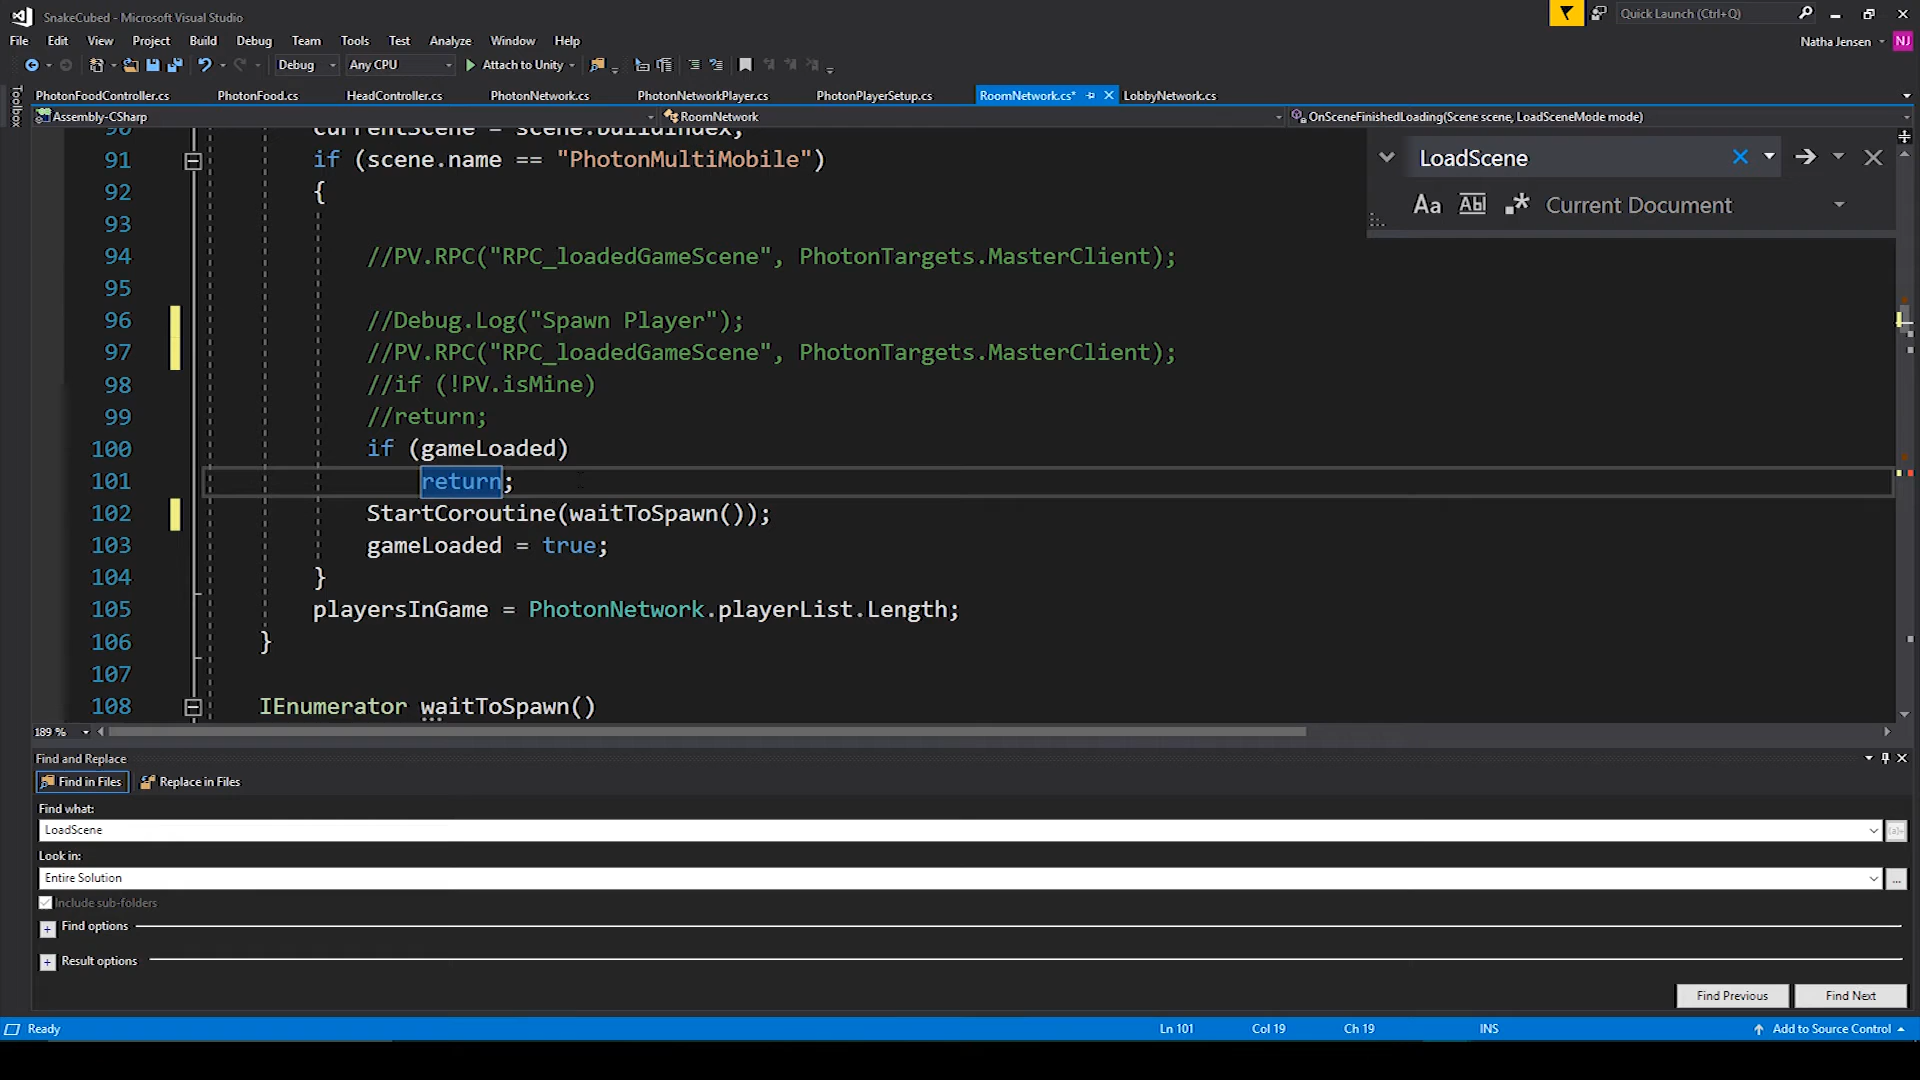 SnakeCubed - Microsoft Visual Studio
Quick Launch (Ctrl+Q)
File Edit View Project Build Debug Team Tools Test Analyze Window Help
Natha Jensen NJ
Debug Any CPU Attach to Unity
Toolbox
PhotonFoodController.cs PhotonFood.cs HeadController.cs PhotonNetwork.cs PhotonNetworkPlayer.cs PhotonPlayerSetup.cs RoomNetwork.cs* LobbyNetwork.cs
Assembly-CSharp RoomNetwork OnSceneFinishedLoading(Scene scene, LoadSceneMode mode)
90 currentScene = scene.buildIndex;
91 if (scene.name == "PhotonMultiMobile")
92 {
93
94 //PV.RPC("RPC_loadedGameScene", PhotonTargets.MasterClient);
95
96 //Debug.Log("Spawn Player");
97 //PV.RPC("RPC_loadedGameScene", PhotonTargets.MasterClient);
98 //if (!PV.isMine)
99 //return;
100 if (gameLoaded)
101 return;
102 StartCoroutine(waitToSpawn());
103 gameLoaded = true;
104 }
105 playersInGame = PhotonNetwork.playerList.Length;
106 }
107
108 IEnumerator waitToSpawn()
LoadScene
Aa Abl .* Current Document
189 %
Find and Replace
Find in Files Replace in Files
Find what:
LoadScene
Look in:
Entire Solution
...
Include sub-folders
Find options
Result options
Find Previous Find Next
Ready Ln 101 Col 19 Ch 19 INS Add to Source Control